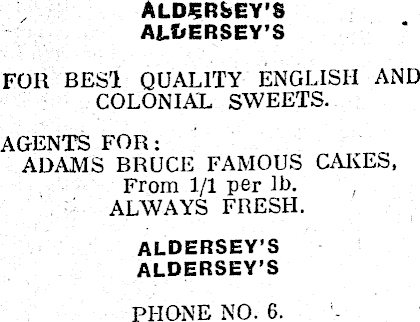 ALDERSEY'S
ALDERSEY'S
FOR BEST QUALITY ENGLISH AND
COLONIAL SWEETS.
AGENTS FOR:
ADAMS BRUCE FAMOUS CAKES,
From 1/1 per lb.
ALWAYS FRESH.
ALDERSEY'S
ALDERSEY'S
PHONE NO. 6.